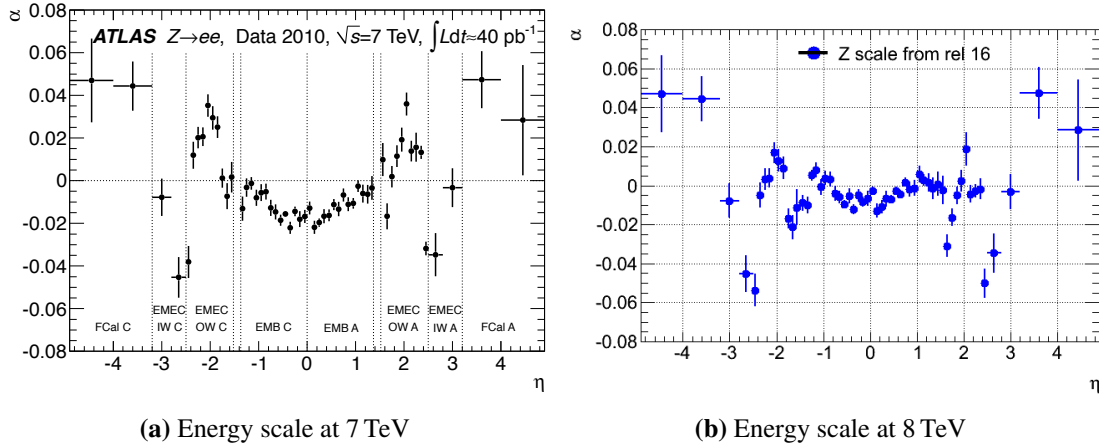 α
0.08
ATLAS Z→ee, Data 2010, √s=7 TeV, ∫Ldt≈40 pb⁻¹
0.06
0.04
0.02
0
-0.02
-0.04
-0.06
-0.08
FCal C
EMEC
IW C
EMEC
OW C
EMB C
EMB A
EMEC
OW A
EMEC
IW A
FCal A
-4 -3 -2 -1 0 1 2 3 4
η
(a) Energy scale at 7 TeV
α
0.08
Z scale from rel 16
0.06
0.04
0.02
0
-0.02
-0.04
-0.06
-0.08
-4 -3 -2 -1 0 1 2 3 4
η
(b) Energy scale at 8 TeV